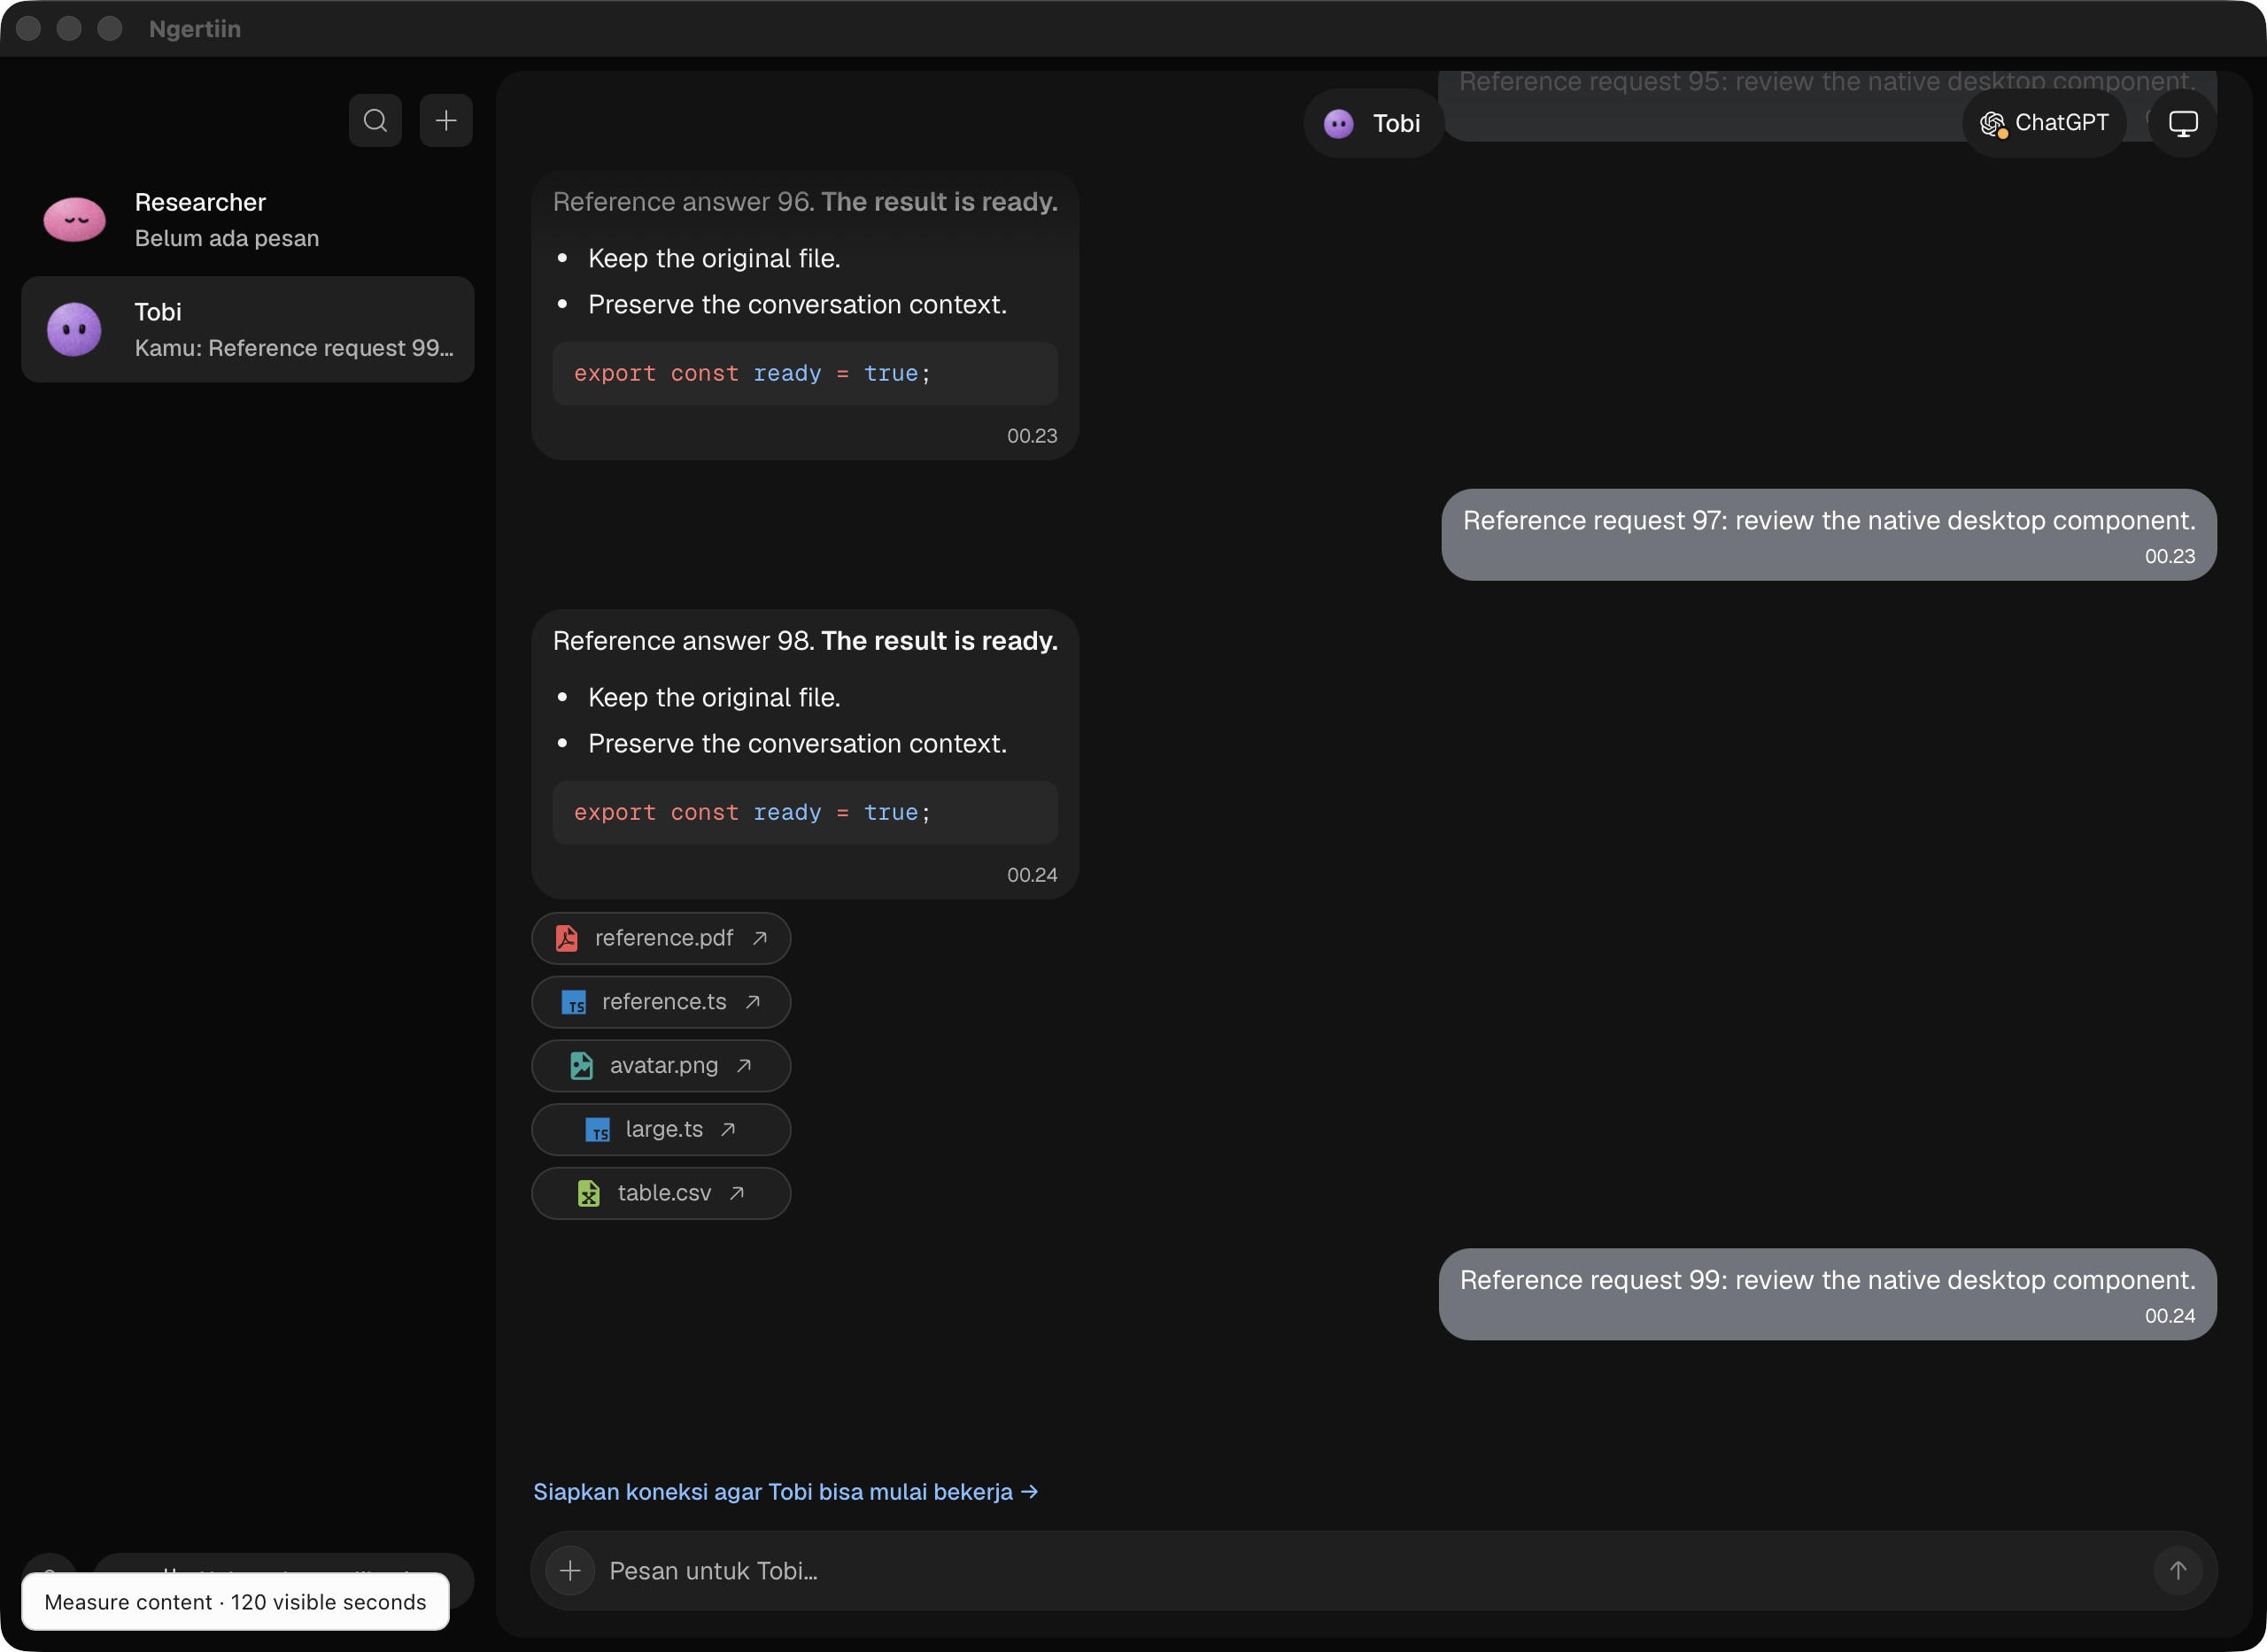 Ngertiin
Researcher
Belum ada pesan
Tobi
Kamu: Reference request 99…
Measure content · 120 visible seconds
Reference request 95: review the native desktop component.
Tobi
ChatGPT
Reference answer 96. The result is ready.
• Keep the original file.
• Preserve the conversation context.
export const ready = true;
00.23
Reference request 97: review the native desktop component.
00.23
Reference answer 98. The result is ready.
• Keep the original file.
• Preserve the conversation context.
export const ready = true;
00.24
reference.pdf
TS reference.ts
avatar.png
TS large.ts
table.csv
Reference request 99: review the native desktop component.
00.24
Siapkan koneksi agar Tobi bisa mulai bekerja →
Pesan untuk Tobi…